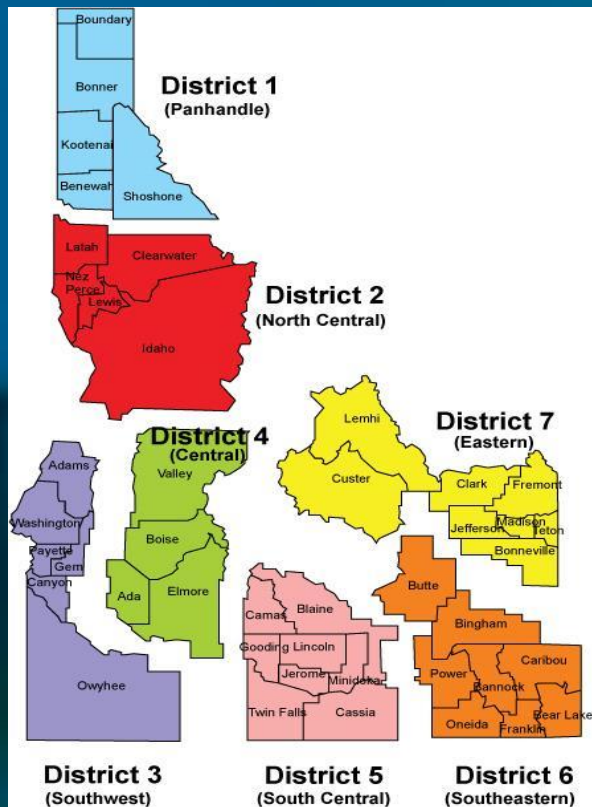 Boundary
Bonner
District 1
(Panhandle)
Kootenai
Benewah
Shoshone
Latah
Clearwater
Nez
Perce
Lewis
District 2
(North Central)
Idaho
District 4
(Central)
Adams
Valley
Washington
Payette
Gem
Canyon
Boise
Ada
Elmore
Owyhee
District 3
(Southwest)
Lemhi
District 7
(Eastern)
Custer
Clark
Fremont
Jefferson
Madison
Teton
Bonneville
Blaine
Camas
Gooding
Lincoln
Jerome
Minidoka
Twin Falls
Cassia
District 5
(South Central)
Butte
Bingham
Caribou
Power
Bannock
Bear Lake
Oneida
Franklin
District 6
(Southeastern)